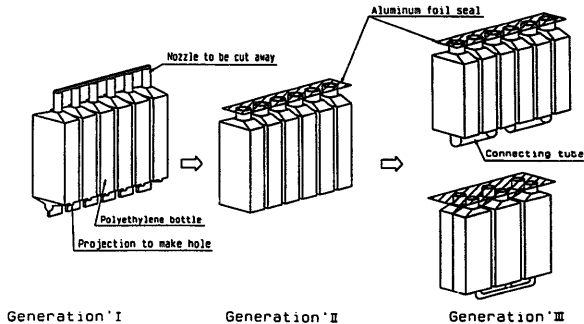 Aluminum foil seal
Nozzle to be cut away
Connecting tube
Polyethylene bottle
Projection to make hole
Generation'I
Generation'II
Generation'III